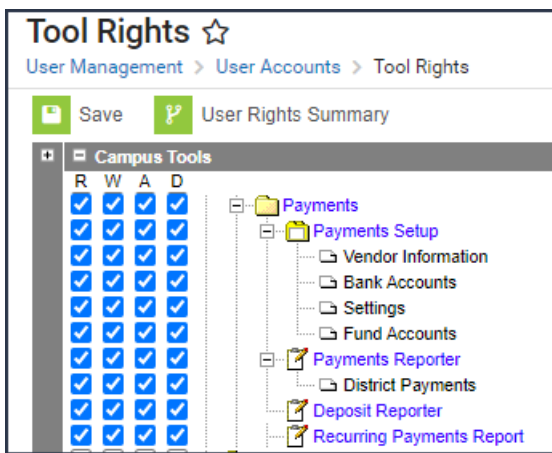 Tool Rights
User Management > User Accounts > Tool Rights
Save User Rights Summary
Campus Tools
R W A D
Payments
Payments Setup
Vendor Information
Bank Accounts
Settings
Fund Accounts
Payments Reporter
District Payments
Deposit Reporter
Recurring Payments Report